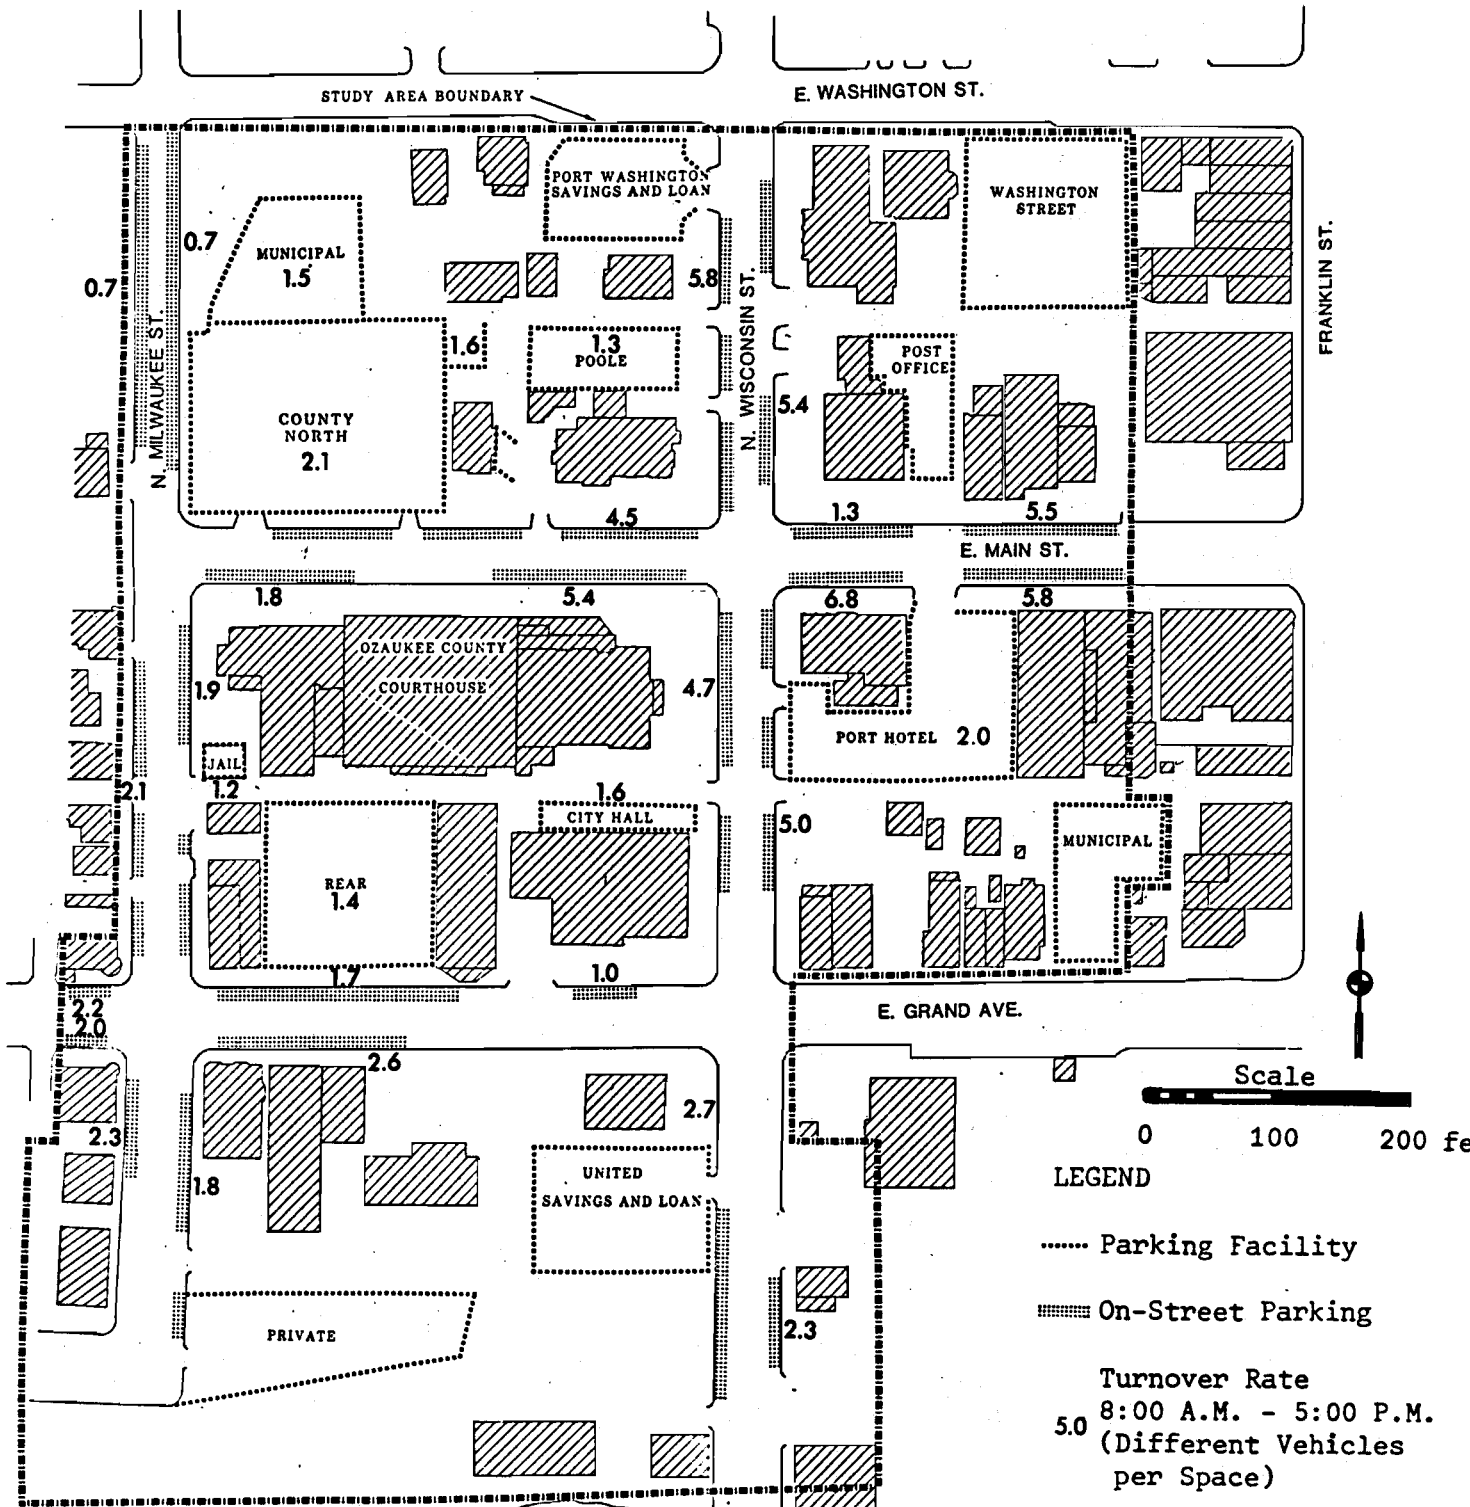 E. WASHINGTON ST.
STUDY AREA BOUNDARY
PORT WASHINGTON
SAVINGS AND LOAN
WASHINGTON
STREET
0.7
MUNICIPAL
1.5
0.7
5.8
N. MILWAUKEE ST.
N. WISCONSIN ST.
FRANKLIN ST.
1.6
1.3
POOLE
POST
OFFICE
COUNTY
NORTH
2.1
5.4
4.5
1.3
5.5
E. MAIN ST.
1.8
5.4
6.8
5.8
OZAUKEE COUNTY
COURTHOUSE
1.9
4.7
PORT HOTEL 2.0
JAIL
2.1
1.2
1.6
CITY HALL
5.0
MUNICIPAL
REAR
1.4
1.7
1.0
E. GRAND AVE.
2.2
2.0
2.6
2.7
2.3
1.8
UNITED
SAVINGS AND LOAN
PRIVATE
2.3
Scale
0 100 200 fe
LEGEND
Parking Facility
On-Street Parking
Turnover Rate
8:00 A.M. - 5:00 P.M.
5.0 (Different Vehicles
per Space)